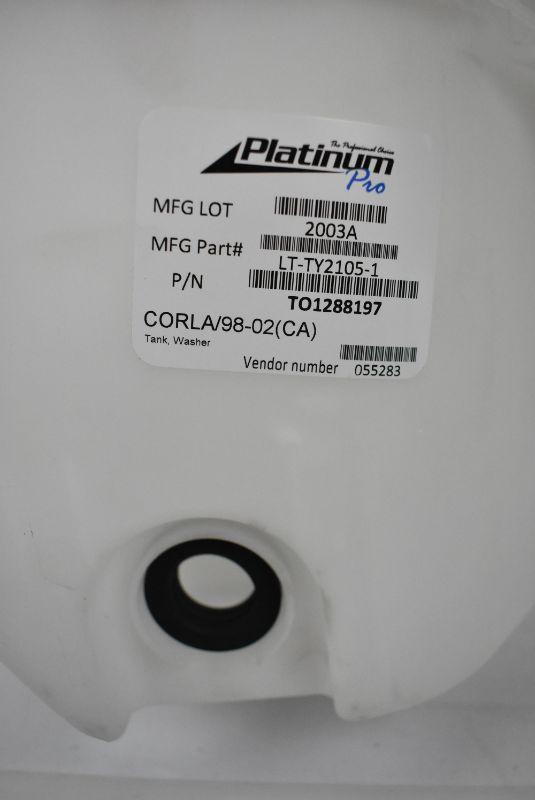 The Professional Choice
Platinum
Pro
MFG LOT
2003A
MFG Part#
LT-TY2105-1
P/N
TO1288197
CORLA/98-02(CA)
Tank, Washer
Vendor number 055283